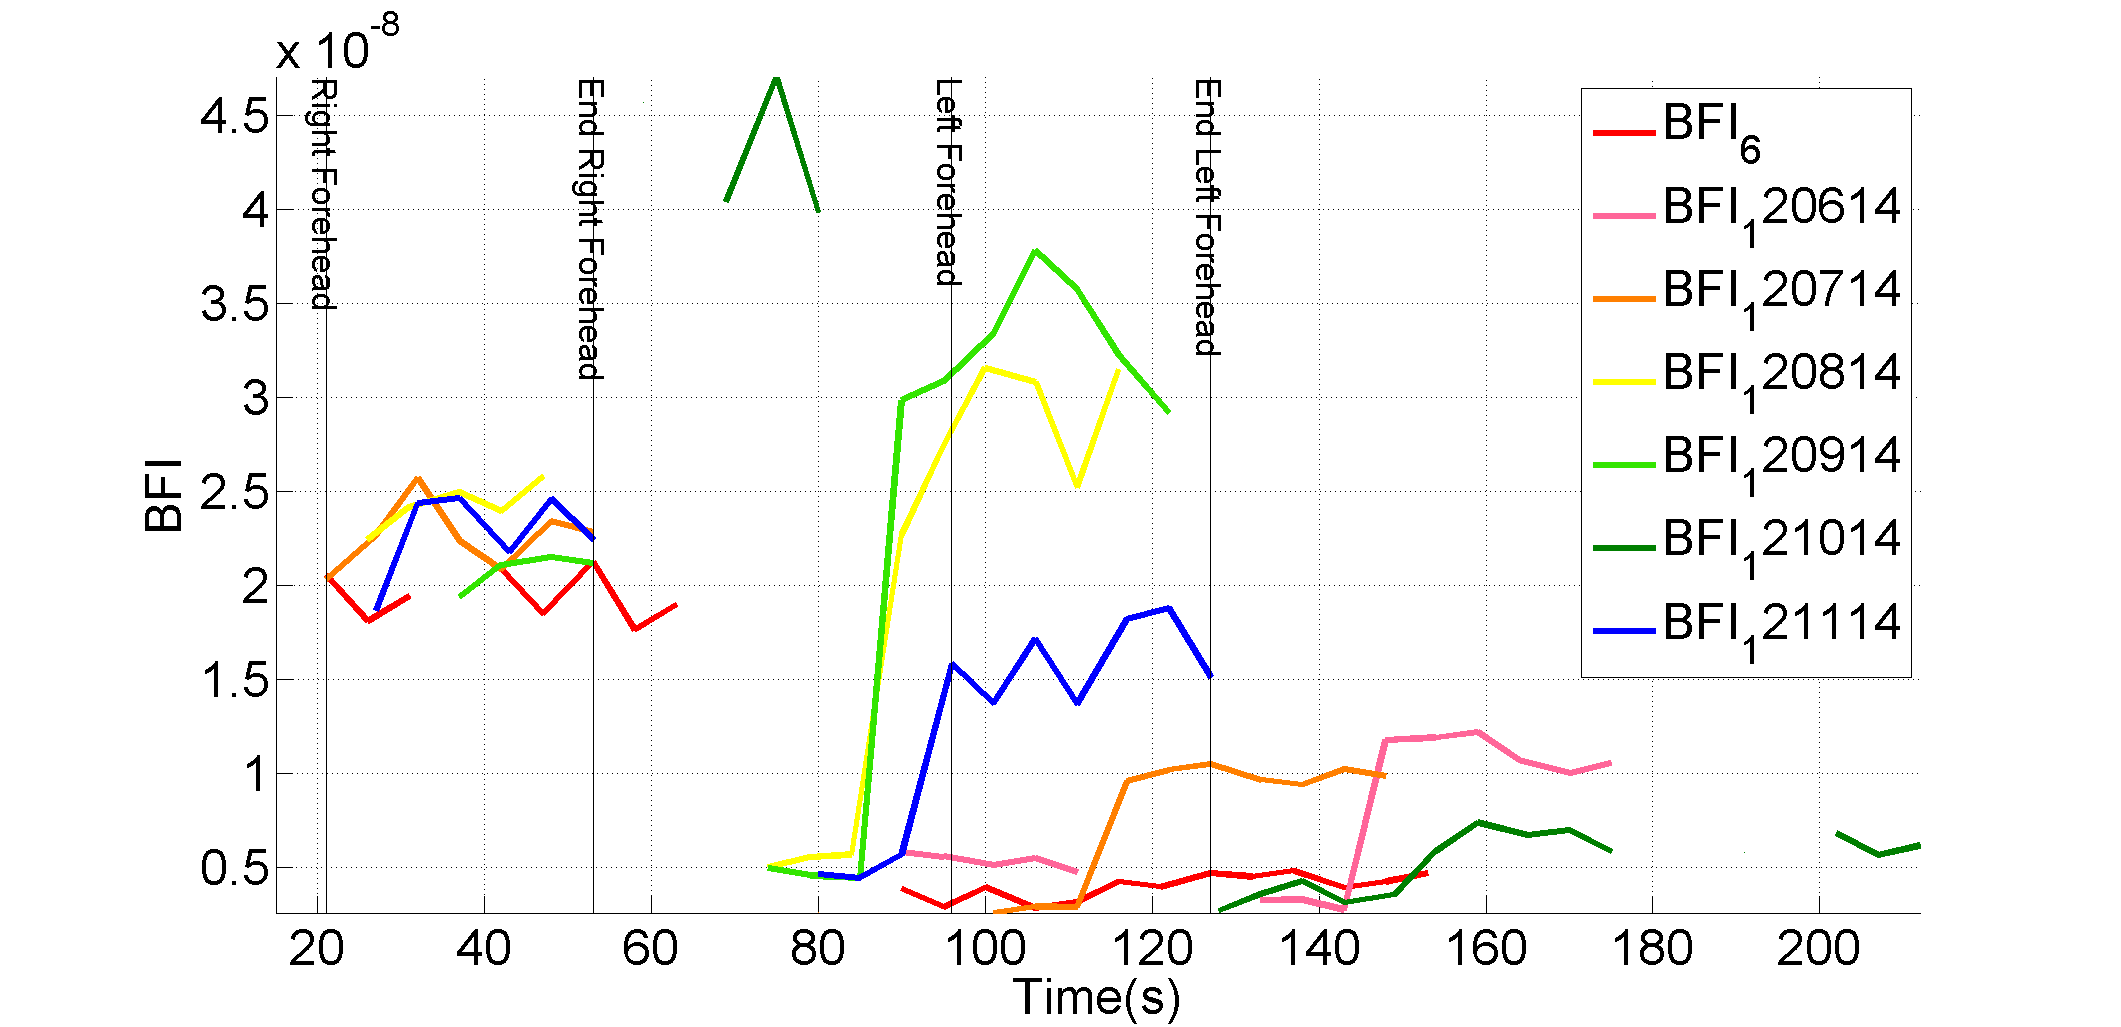 x 10-8
4.5
4
3.5
3
2.5
2
1.5
1
0.5
BFI
Right Forehead
End Right Forehead
Left Forehead
End Left Forehead
BFI6
BFI120614
BFI120714
BFI120814
BFI120914
BFI121014
BFI121114
20 40 60 80 100 120 140 160 180 200
Time(s)